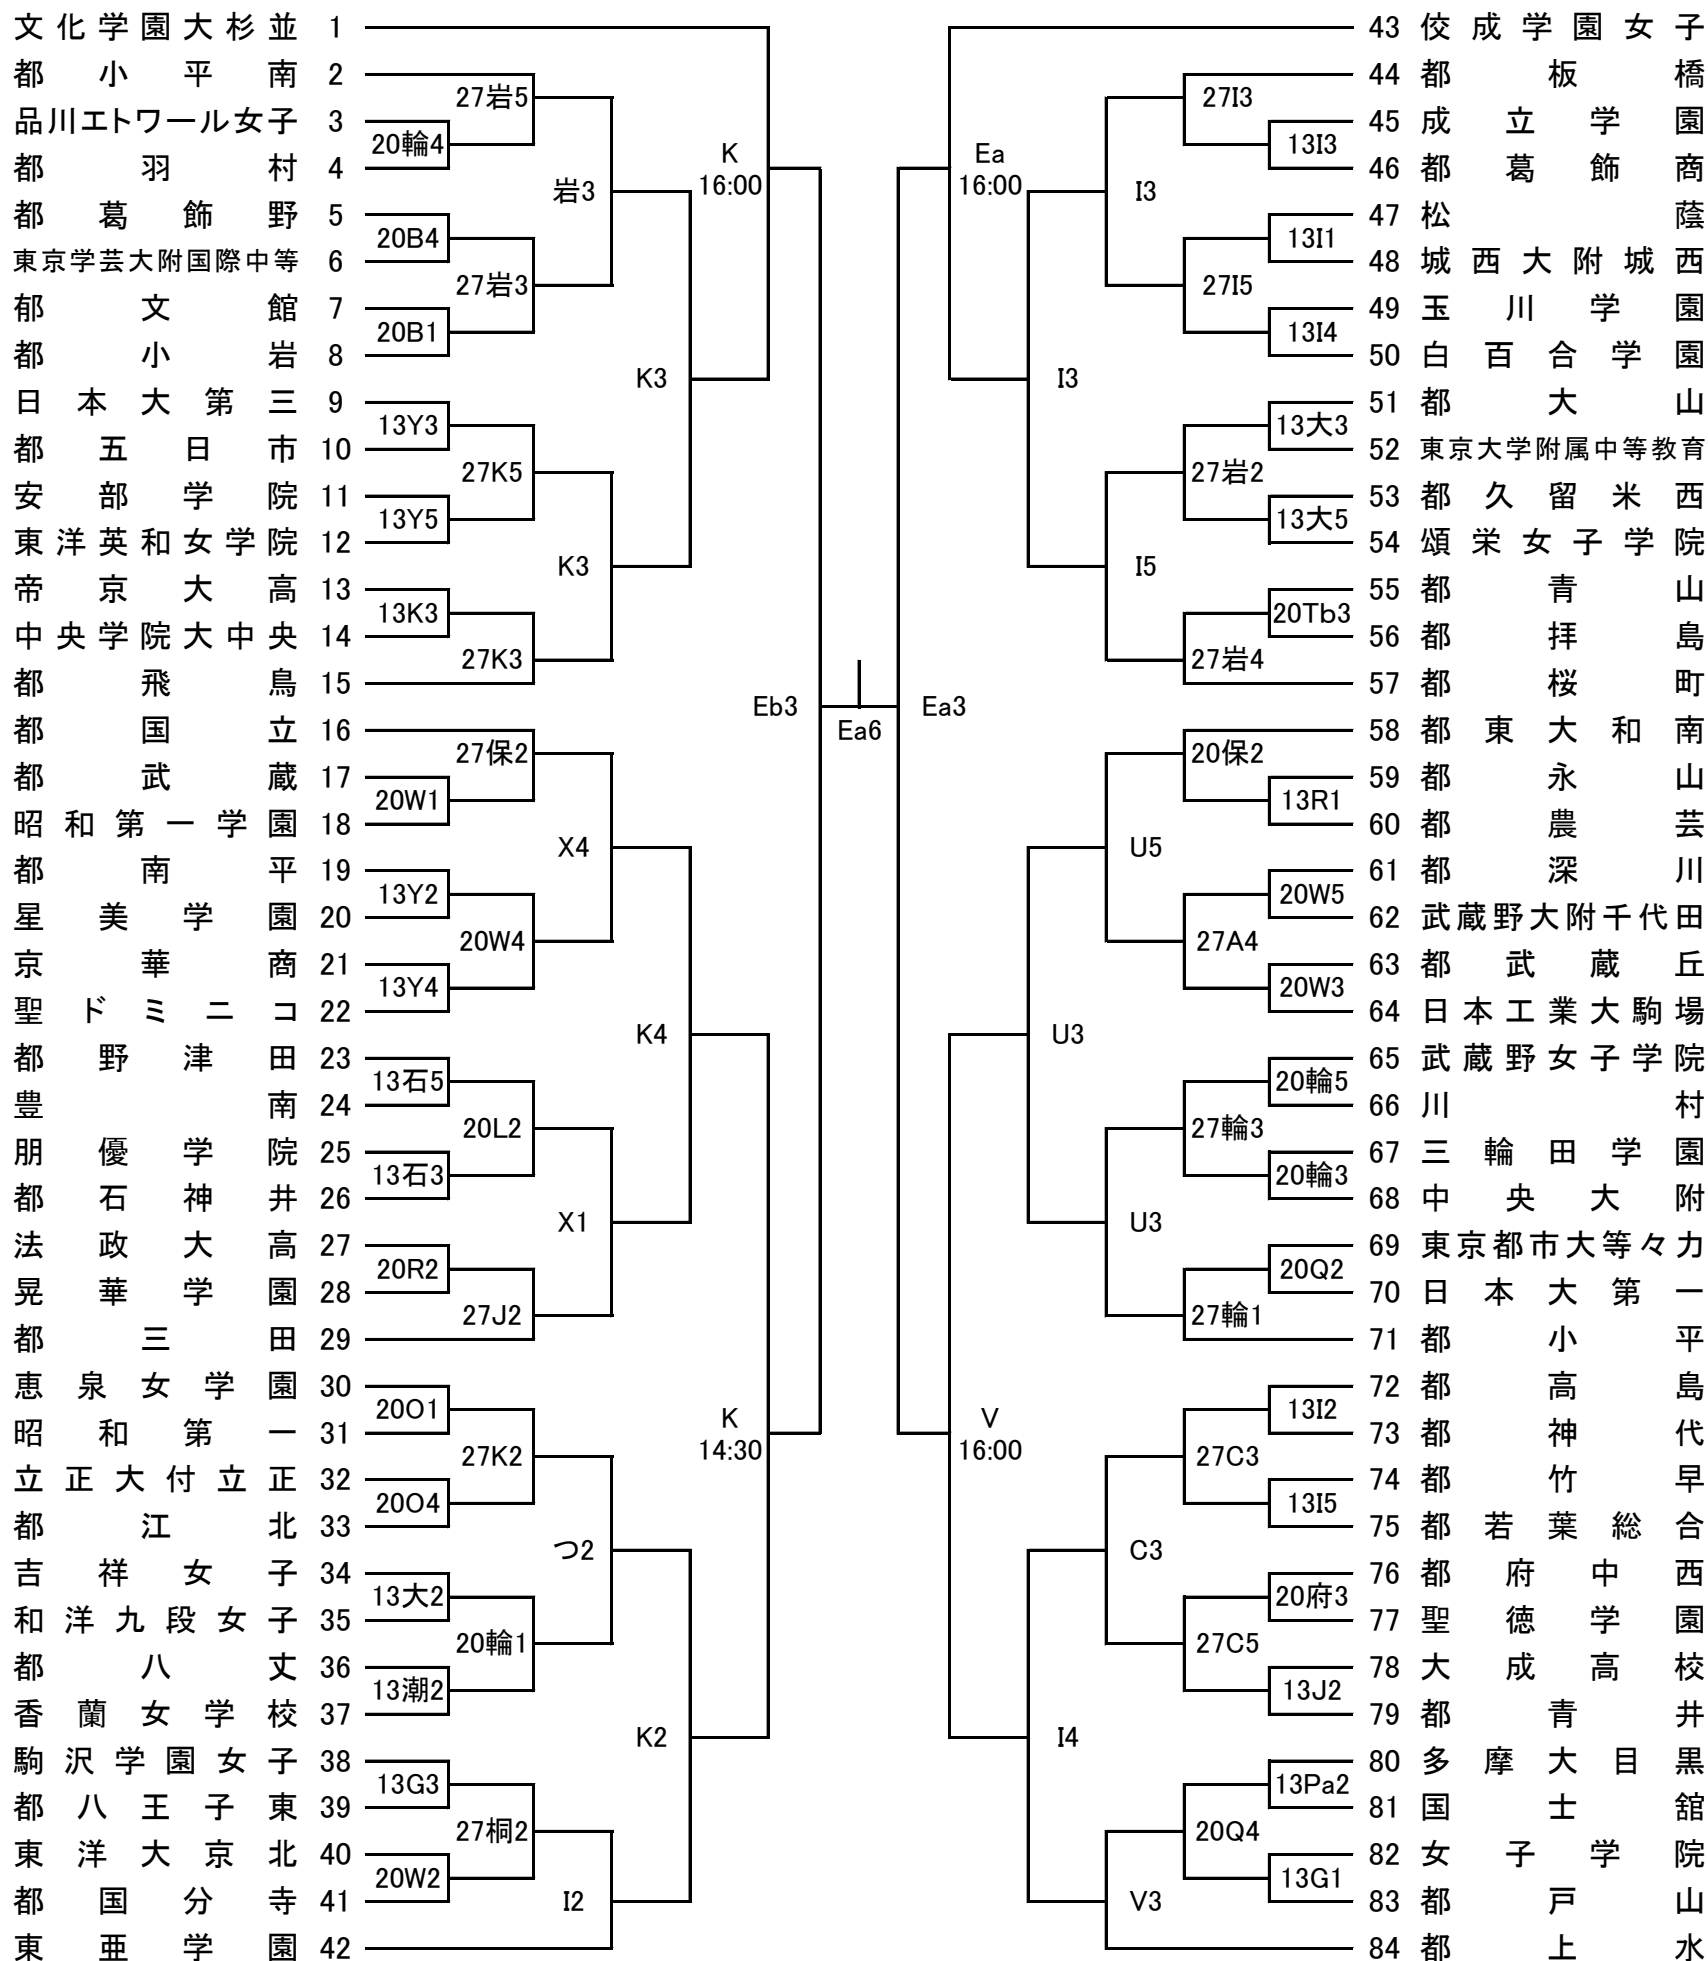 文化学園大杉並 1
都小平南 2
品川エトワール女子 3
都羽村 4
都葛飾野 5
東京学芸大附国際中等 6
郁文館 7
都小岩 8
日本大第三 9
都五日市 10
安部学院 11
東洋英和女学院 12
帝京大高 13
中央学院大中央 14
都飛鳥 15
都国立 16
都武蔵 17
昭和第一学園 18
都南平 19
星美学園 20
京華商 21
聖ドミニコ 22
都野津田 23
豊南 24
朋優学院 25
都石神井 26
法政大高 27
晃華学園 28
都三田 29
恵泉女学園 30
昭和第一 31
立正大付立正 32
都江北 33
吉祥女子 34
和洋九段女子 35
都八丈 36
香蘭女学校 37
駒沢学園女子 38
都八王子東 39
東洋大京北 40
都国分寺 41
東亜学園 42
20輪4
20B4
20B1
13Y3
13Y5
13K3
20W1
13Y2
13Y4
13石5
13石3
20R2
20O1
20O4
13大2
13潮2
13G3
20W2
27岩5
27岩3
27K5
27K3
27保2
20W4
20L2
27J2
27K2
20輪1
27桐2
岩3
K3
X4
X1
つ2
I2
K3
K4
K2
K
16:00
K
14:30
Eb3
Ea6
Ea3
Ea
16:00
V
16:00
I3
U3
I4
I3
I5
U5
U3
C3
V3
27I3
27I5
27岩2
27岩4
20保2
27A4
27輪3
27輪1
27C3
27C5
20Q4
13I3
13I1
13I4
13大3
13大5
20Tb3
13R1
20W5
20W3
20輪5
20輪3
20Q2
13I2
13I5
20府3
13J2
13Pa2
13G1
43 佼成学園女子
44 都板橋
45 成立学園
46 都葛飾商
47 松蔭
48 城西大附城西
49 玉川学園
50 白百合学園
51 都大山
52 東京大学附属中等教育
53 都久留米西
54 頌栄女子学院
55 都青山
56 都拝島
57 都桜町
58 都東大和南
59 都永山
60 都農芸
61 都深川
62 武蔵野大附千代田
63 都武蔵丘
64 日本工業大駒場
65 武蔵野女子学院
66 川村
67 三輪田学園
68 中央大附
69 東京都市大等々力
70 日本大第一
71 都小平
72 都高島
73 都神代
74 都竹早
75 都若葉総合
76 都府中西
77 聖徳学園
78 大成高校
79 都青井
80 多摩大目黒
81 国士舘
82 女子学院
83 都戸山
84 都上水